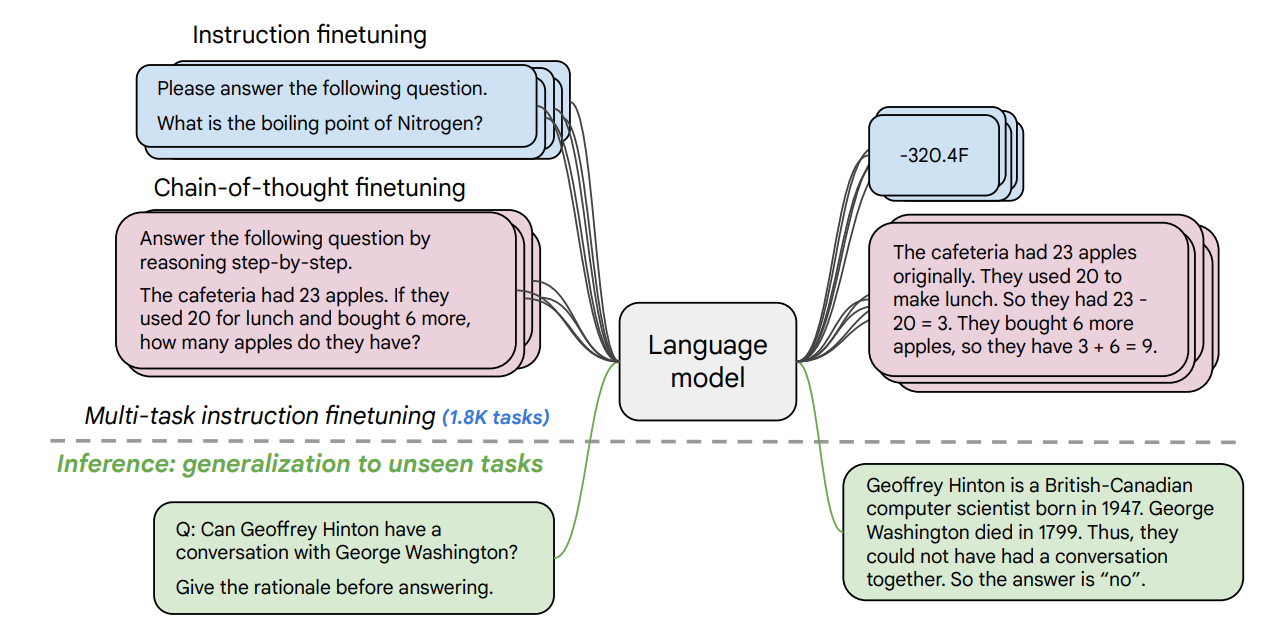 Instruction finetuning
Please answer the following question.
What is the boiling point of Nitrogen?
-320.4F
Chain-of-thought finetuning
Answer the following question by
reasoning step-by-step.
The cafeteria had 23 apples. If they
used 20 for lunch and bought 6 more,
how many apples do they have?
The cafeteria had 23 apples
originally. They used 20 to
make lunch. So they had 23 -
20 = 3. They bought 6 more
apples, so they have 3 + 6 = 9.
Language
model
Multi-task instruction finetuning (1.8K tasks)
Inference: generalization to unseen tasks
Q: Can Geoffrey Hinton have a
conversation with George Washington?
Give the rationale before answering.
Geoffrey Hinton is a British-Canadian
computer scientist born in 1947. George
Washington died in 1799. Thus, they
could not have had a conversation
together. So the answer is “no”.